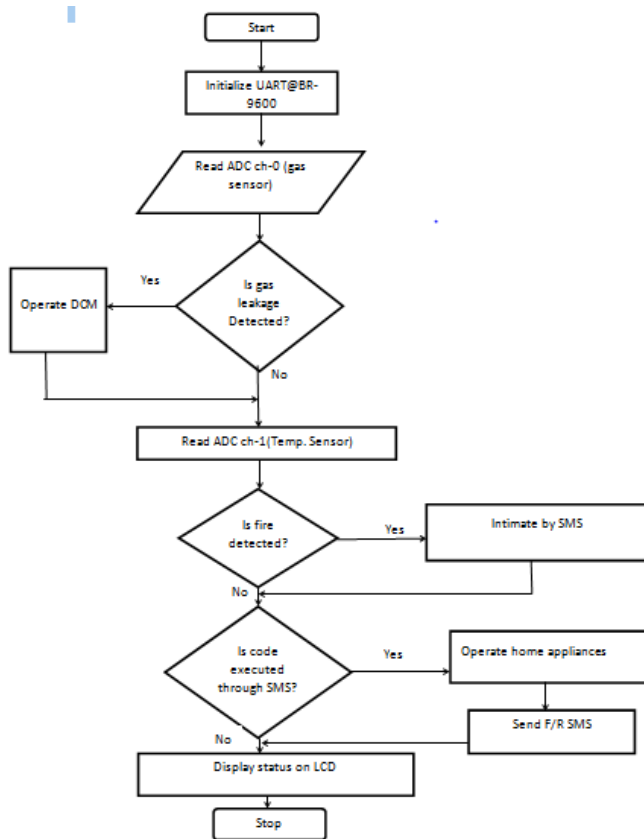 Start
Initialize UART@BR-
9600
Read ADC ch-0 (gas
sensor)
Yes
Is gas
leakage
Detected?
Operate DCM
No
Read ADC ch-1(Temp. Sensor)
Is fire
detected?
Yes
Intimate by SMS
No
Is code
executed
through SMS?
Yes
Operate home appliances
Send F/R SMS
No
Display status on LCD
Stop